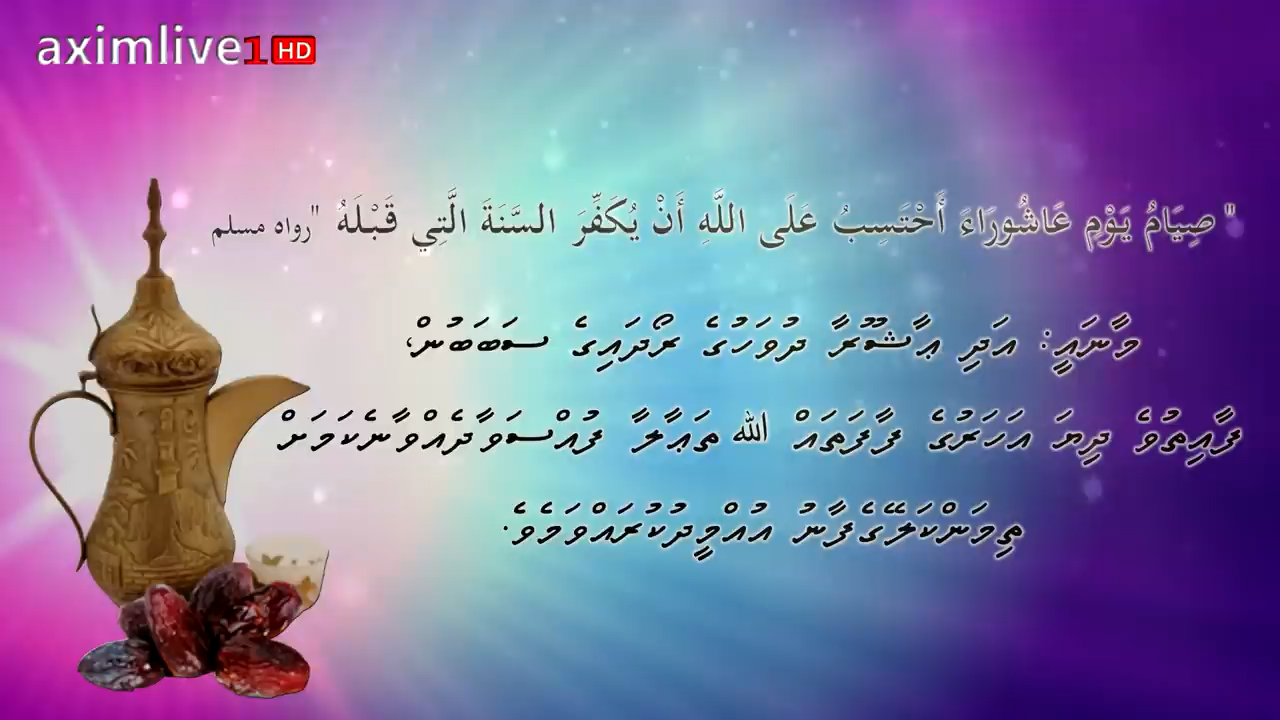 aximlive1 HD
" صِيَامُ يَوْمِ عَاشُورَاءَ أَحْتَسِبُ عَلَى اللَّهِ أَنْ يُكَفِّرَ السَّنَةَ الَّتِي قَبْلَهُ "رواه مسلم
މާނައީ: އަދި ޢާޝޫރާ ދުވަހުގެ ރޯދައިގެ ސަބަބުން،
ފާއިތުވެ ދިޔަ އަހަރުގެ ފާފަތައް ﷲ ތަޢާލާ ފުއްސަވާދެއްވާނެކަމަށް
ތިމަންކަލޭގެފާނު އުއްމީދުކުރައްވަމެވެ.